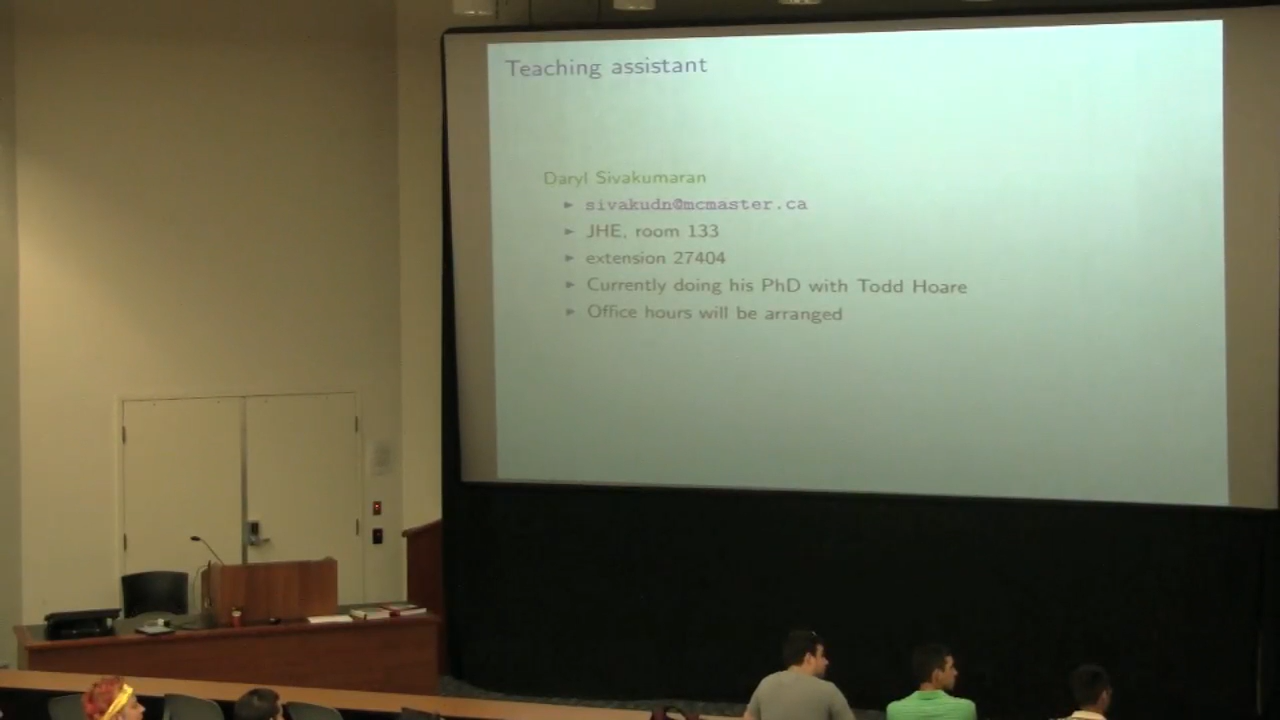 Teaching assistant
Daryl Sivakumaran
► sivakudn@mcmaster.ca
► JHE, room 133
► extension 27404
► Currently doing his PhD with Todd Hoare
► Office hours will be arranged